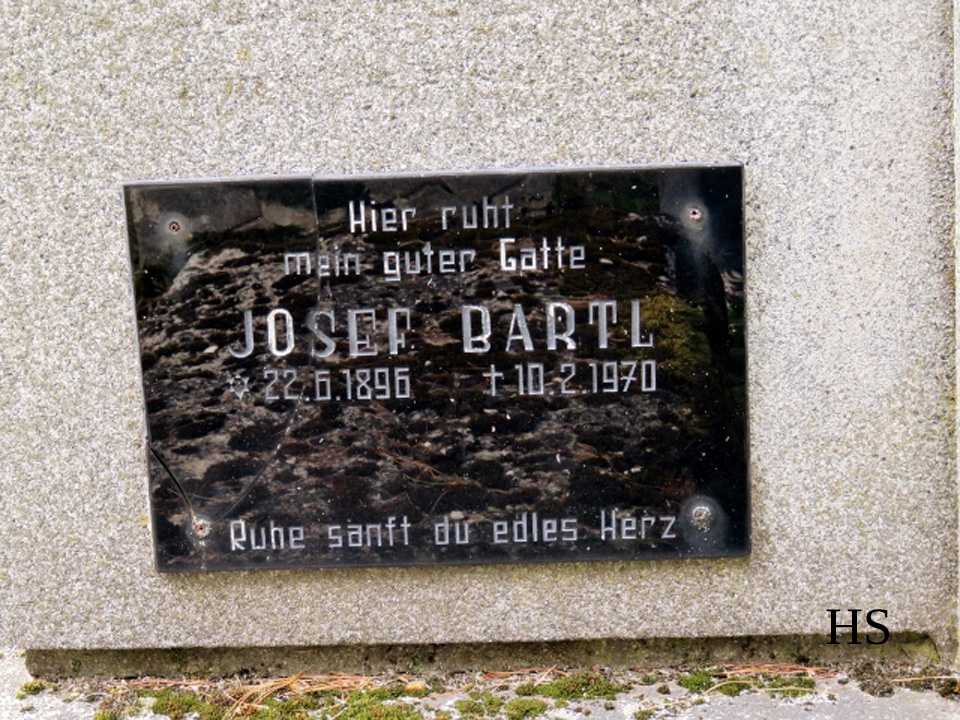 Hier ruht
mein guter Gatte
JOSEF BARTL
✡ 22.6.1896 † 10.2.1970
Ruhe sanft du edles Herz
HS